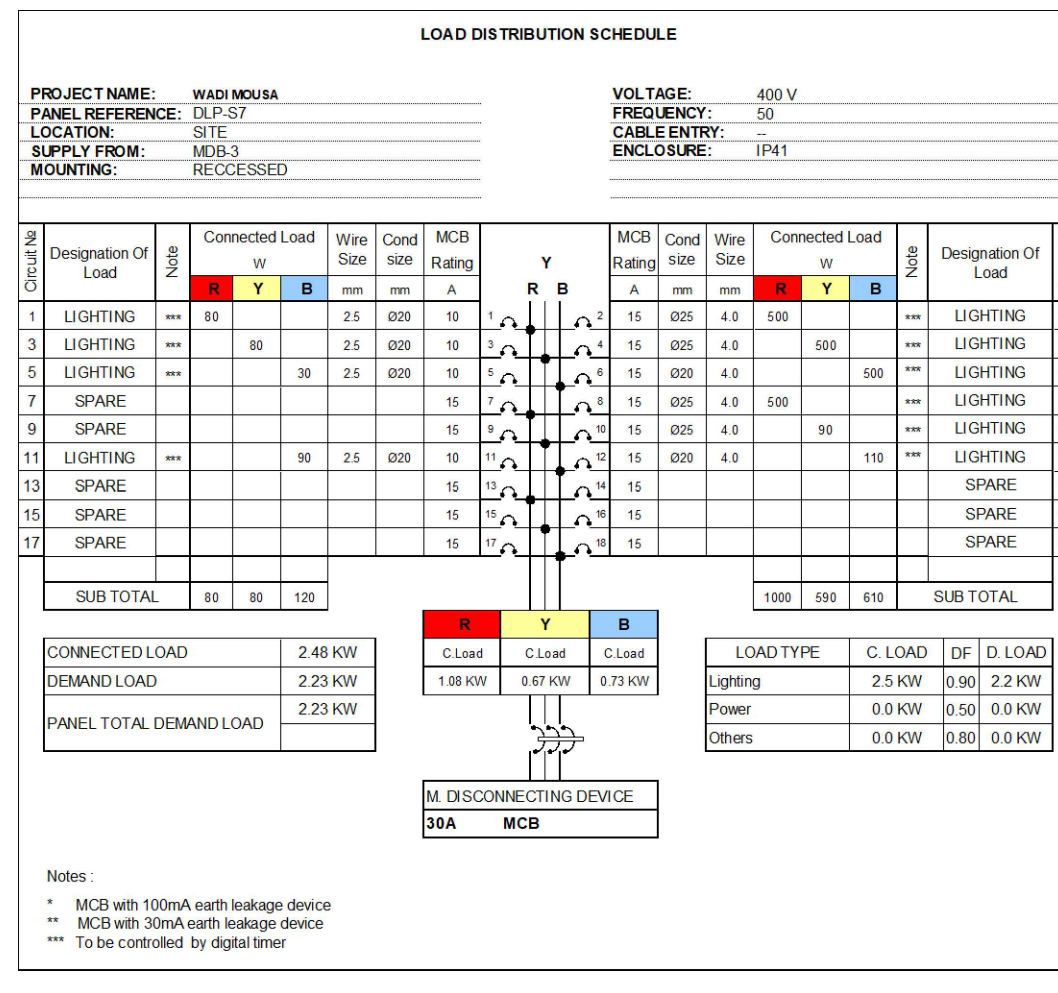 LOAD DISTRIBUTION SCHEDULE
PROJECT NAME: WADI MOUSA
PANEL REFERENCE: DLP-S7
LOCATION: SITE
SUPPLY FROM: MDB-3
MOUNTING: RECCESSED
VOLTAGE: 400 V
FREQUENCY: 50
CABLE ENTRY: --
ENCLOSURE: IP41
Circuit № Designation Of Load Note Connected Load W R Y B Wire Size mm Cond size mm MCB Rating A
Y
R B
MCB Rating A Cond size mm Wire Size mm Connected Load W R Y B Note Designation Of Load
1 LIGHTING *** 80 2.5 Ø20 10 1 2 15 Ø25 4.0 500 *** LIGHTING
3 LIGHTING *** 80 2.5 Ø20 10 3 4 15 Ø25 4.0 500 *** LIGHTING
5 LIGHTING *** 30 2.5 Ø20 10 5 6 15 Ø20 4.0 500 *** LIGHTING
7 SPARE 15 7 8 15 Ø25 4.0 500 *** LIGHTING
9 SPARE 15 9 10 15 Ø25 4.0 90 *** LIGHTING
11 LIGHTING *** 90 2.5 Ø20 10 11 12 15 Ø20 4.0 110 *** LIGHTING
13 SPARE 15 13 14 15 SPARE
15 SPARE 15 15 16 15 SPARE
17 SPARE 15 17 18 15 SPARE
SUB TOTAL 80 80 120 1000 590 610 SUB TOTAL
CONNECTED LOAD 2.48 KW
DEMAND LOAD 2.23 KW
PANEL TOTAL DEMAND LOAD 2.23 KW
R Y B
C.Load C.Load C.Load
1.08 KW 0.67 KW 0.73 KW
LOAD TYPE C. LOAD DF D. LOAD
Lighting 2.5 KW 0.90 2.2 KW
Power 0.0 KW 0.50 0.0 KW
Others 0.0 KW 0.80 0.0 KW
M. DISCONNECTING DEVICE
30A MCB
Notes :
* MCB with 100mA earth leakage device
** MCB with 30mA earth leakage device
*** To be controlled by digital timer